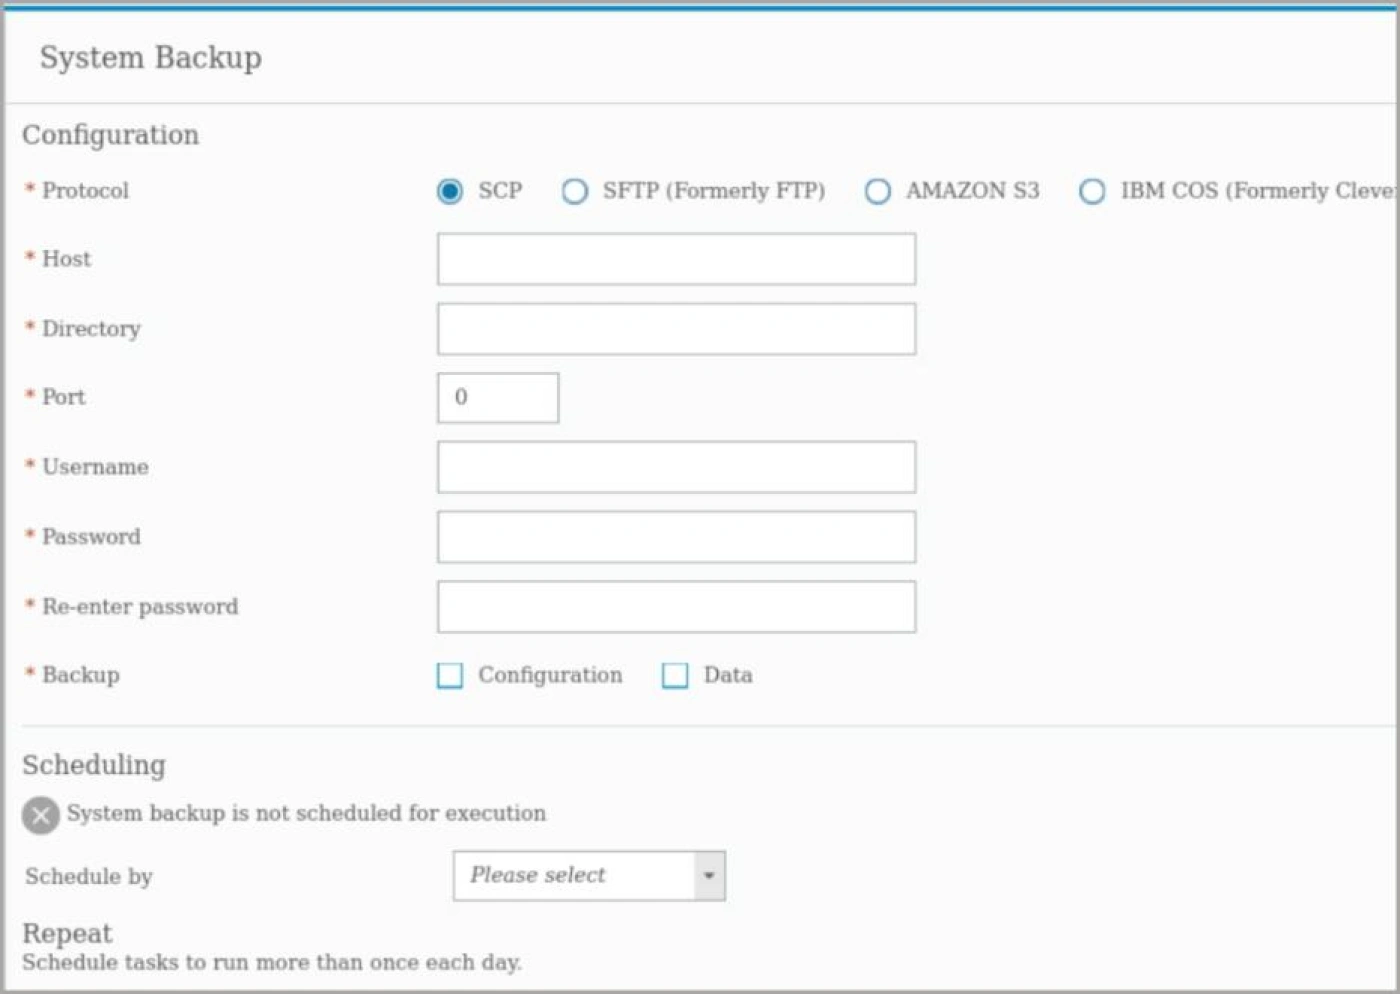 System Backup
Configuration
* Protocol SCP SFTP (Formerly FTP) AMAZON S3 IBM COS (Formerly Cleve
* Host
* Directory
* Port 0
* Username
* Password
* Re-enter password
* Backup Configuration Data
Scheduling
System backup is not scheduled for execution
Schedule by Please select
Repeat
Schedule tasks to run more than once each day.